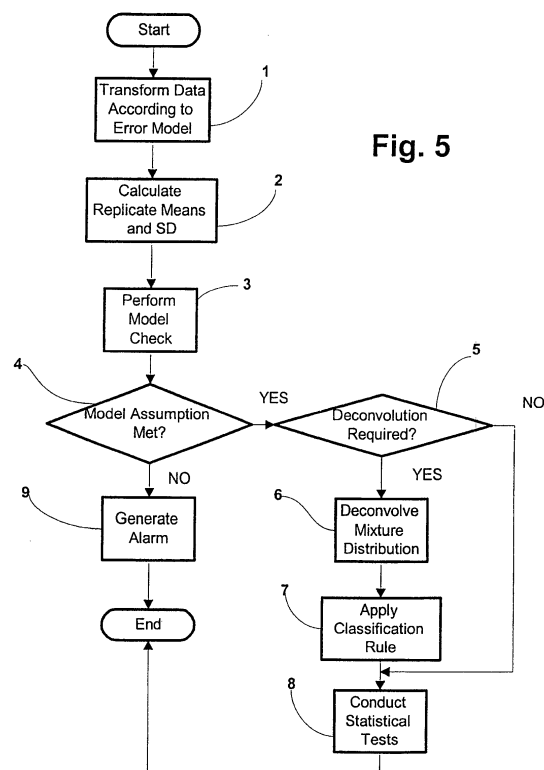 Start
1
Transform Data
According to
Error Model
Fig. 5
2
Calculate
Replicate Means
and SD
3
Perform
Model
Check
4
Model Assumption
Met?
YES
5
Deconvolution
Required?
NO
NO
YES
9
Generate
Alarm
6
Deconvolve
Mixture
Distribution
End
7
Apply
Classification
Rule
8
Conduct
Statistical
Tests